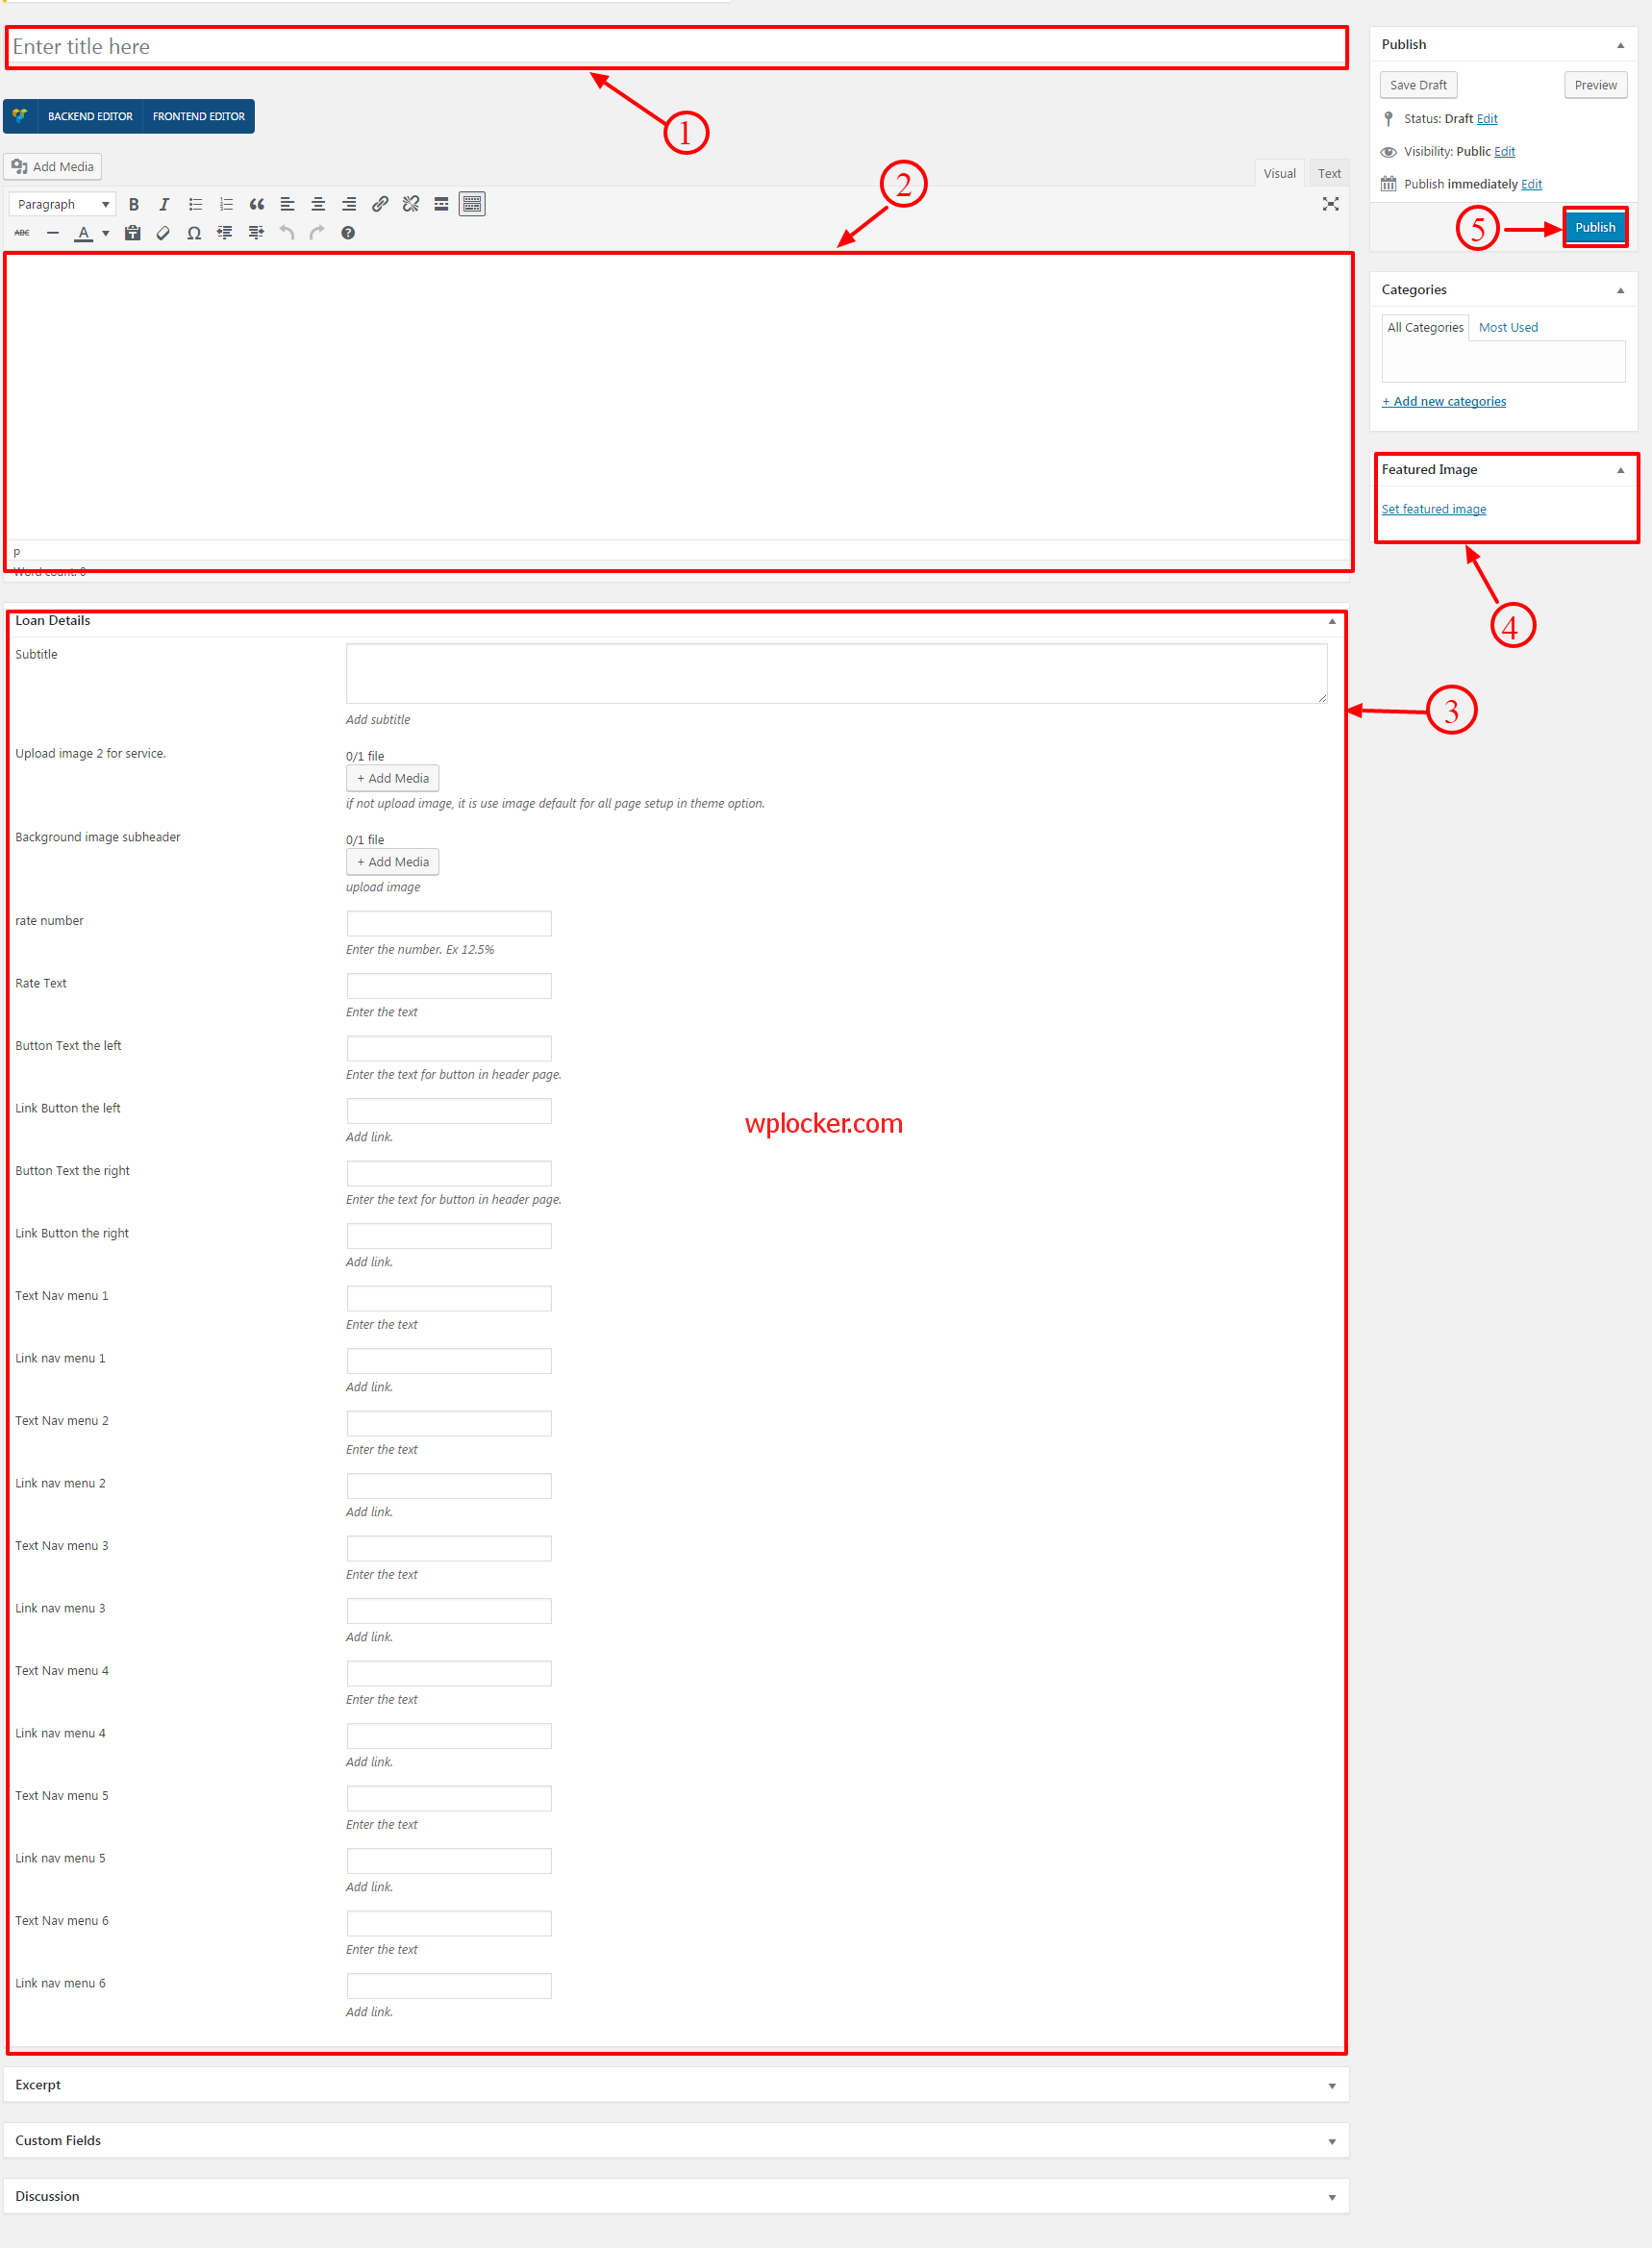 Enter title here
1
BACKEND EDITOR FRONTEND EDITOR
Add Media
Visual Text
2
Paragraph
B I
ABC A Ω
p
Word count: 0
Publish
Save Draft Preview
Status: Draft Edit
Visibility: Public Edit
Publish immediately Edit
5 Publish
Categories
All Categories Most Used
+ Add new categories
Featured Image
Set featured image
4
3
Loan Details
Subtitle
Add subtitle
Upload image 2 for service.
0/1 file
+ Add Media
if not upload image, it is use image default for all page setup in theme option.
Background image subheader
0/1 file
+ Add Media
upload image
rate number
Enter the number. Ex 12.5%
Rate Text
Enter the text
Button Text the left
Enter the text for button in header page.
Link Button the left
Add link.
wplocker.com
Button Text the right
Enter the text for button in header page.
Link Button the right
Add link.
Text Nav menu 1
Enter the text
Link nav menu 1
Add link.
Text Nav menu 2
Enter the text
Link nav menu 2
Add link.
Text Nav menu 3
Enter the text
Link nav menu 3
Add link.
Text Nav menu 4
Enter the text
Link nav menu 4
Add link.
Text Nav menu 5
Enter the text
Link nav menu 5
Add link.
Text Nav menu 6
Enter the text
Link nav menu 6
Add link.
Excerpt
Custom Fields
Discussion